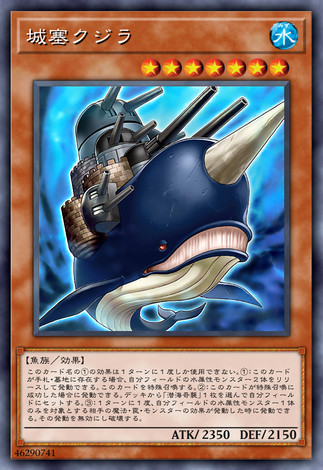 城塞クジラ
水
【魚族／効果】
このカード名の①の効果は１ターンに１度しか使用できない。①：このカード
が手札・墓地に存在する場合、自分フィールドの水属性モンスター２体をリリ
ースして発動できる。このカードを特殊召喚する。②：このカードが特殊召喚に
成功した場合に発動できる。デッキから「潜海奇襲」１枚を選んで自分フィール
ドにセットする。③：１ターンに１度、自分フィールドの水属性モンスター１体
のみを対象とする相手の魔法・罠・モンスターの効果が発動した時に発動でき
る。その発動を無効にし破壊する。
ATK/ 2350 DEF/2150
46290741